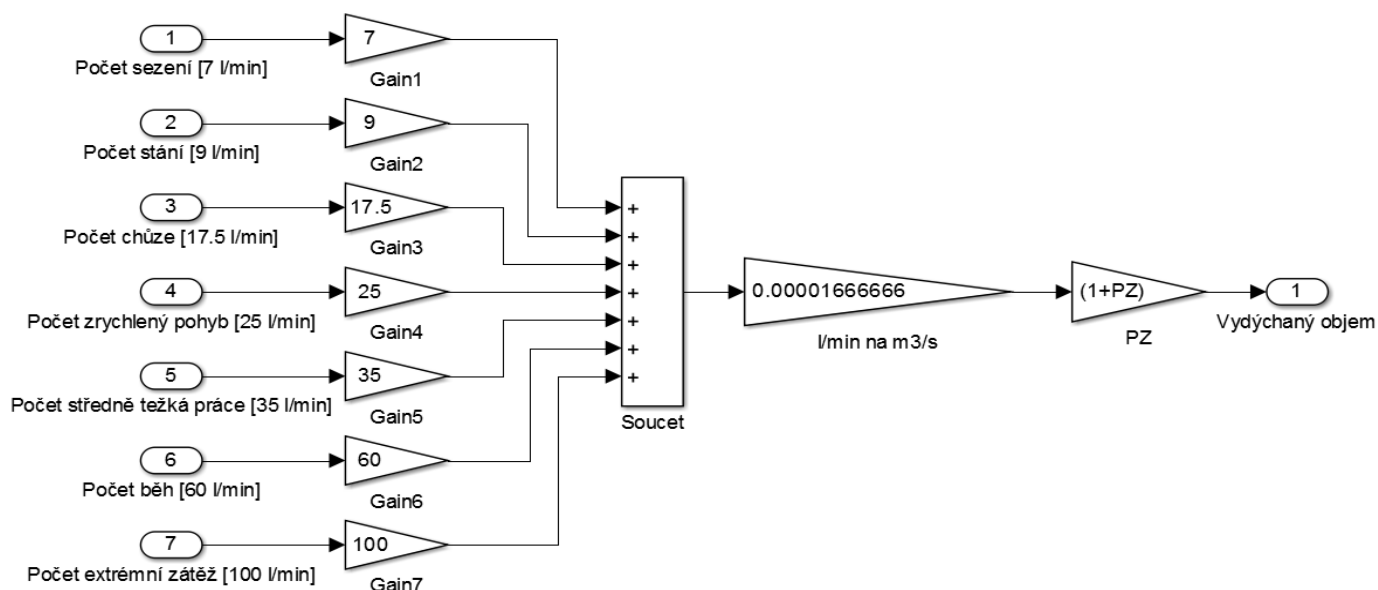 1
7
Počet sezení [7 l/min]
Gain1
2
9
Počet stání [9 l/min]
Gain2
3
17.5
Počet chůze [17.5 l/min]
Gain3
4
25
Počet zrychlený pohyb [25 l/min]
Gain4
5
35
Počet středně težká práce [35 l/min]
Gain5
6
60
Počet běh [60 l/min]
Gain6
7
100
Počet extrémní zátěž [100 l/min]
Gain7
+
+
+
+
+
+
+
Soucet
0.00001666666
l/min na m3/s
(1+PZ)
PZ
1
Vydýchaný objem